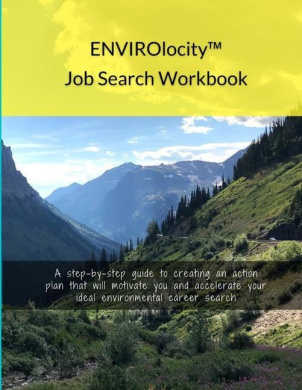 ENVIROlocity™
Job Search Workbook
A step-by-step guide to creating an action
plan that will motivate you and accelerate your
ideal environmental career search